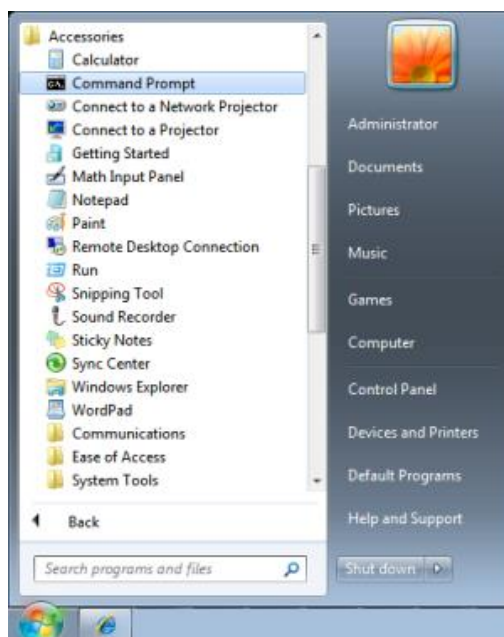 Accessories
Calculator
Command Prompt
Connect to a Network Projector
Connect to a Projector
Getting Started
Math Input Panel
Notepad
Paint
Remote Desktop Connection
Run
Snipping Tool
Sound Recorder
Sticky Notes
Sync Center
Windows Explorer
WordPad
Communications
Ease of Access
System Tools
Back
Search programs and files
Administrator
Documents
Pictures
Music
Games
Computer
Control Panel
Devices and Printers
Default Programs
Help and Support
Shut down